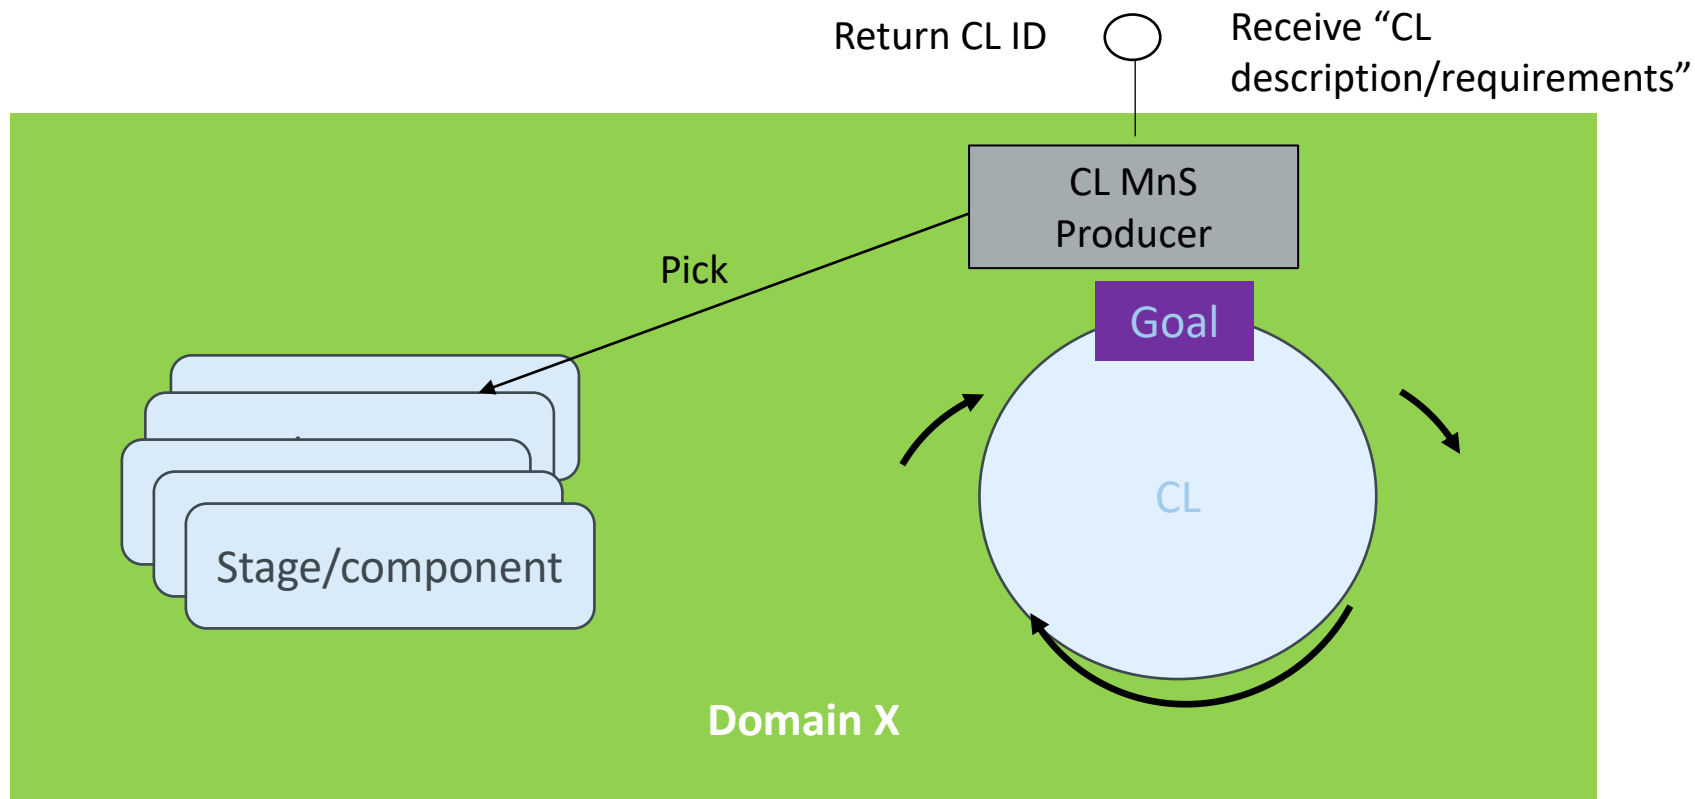 Return CL ID
Receive “CL
description/requirements”
CL MnS
Producer
Pick
Goal
CL
Stage/component
Domain X